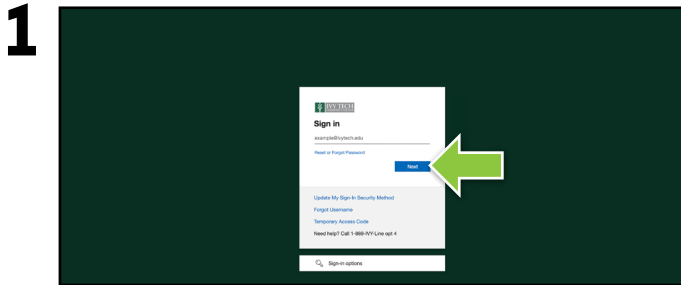 1
IVY TECH
Sign in
example@ivytech.edu
Reset or Forgot Password
Next
Update My Sign-In Security Method
Forgot Username
Temporary Access Code
Need help? Call 1-888-IVY-Line opt 4
Sign-in options